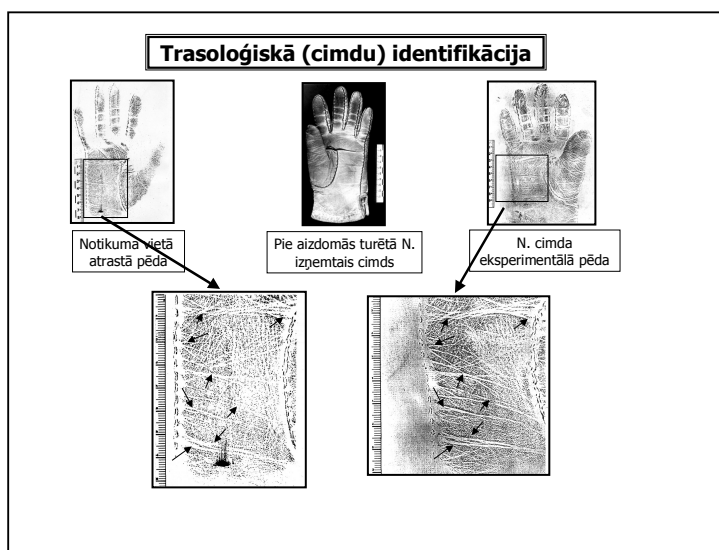 Trasoloģiskā (cimdu) identifikācija
Notikuma vietā
atrastā pēda
Pie aizdomās turētā N.
izņemtais cimds
N. cimda
eksperimentālā pēda